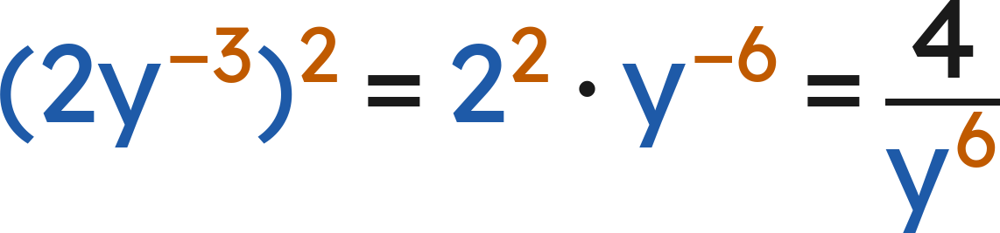 (2y⁻³)² = 2² · y⁻⁶ = 4/y⁶